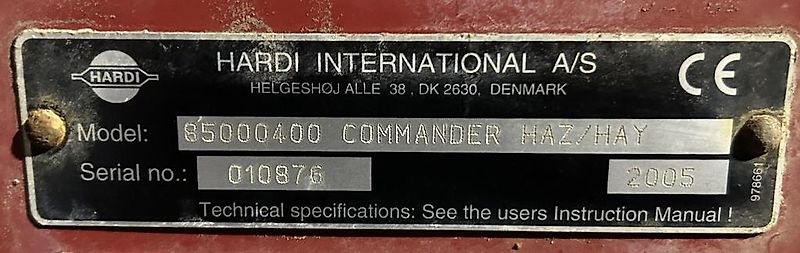 HARDI
HARDI INTERNATIONAL A/S
HELGESHØJ ALLE 38 , DK 2630, DENMARK
CE
Model: 85000400 COMMANDER HAZ/HAY
Serial no.: 010876 2005
978661
Technical specifications: See the users Instruction Manual !